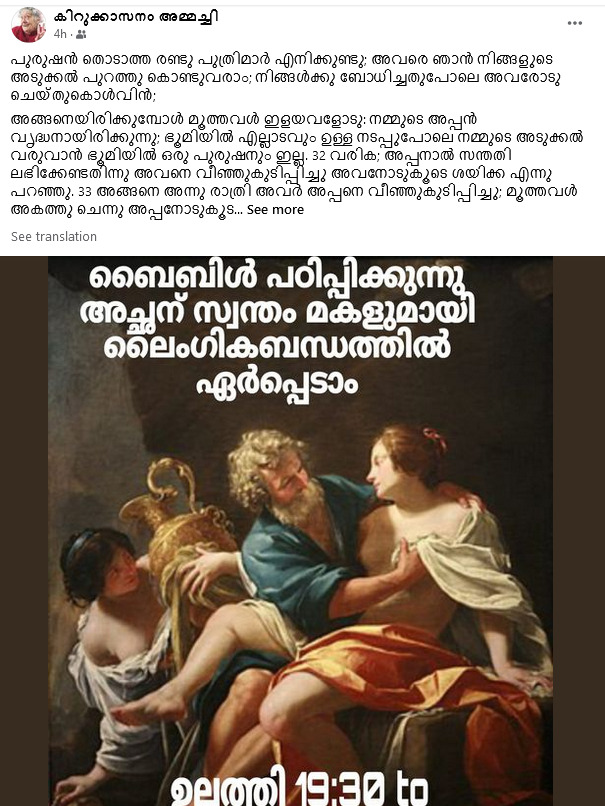 കിറുക്കാസനം അമ്മച്ചി
4h ·
പുരുഷൻ തൊടാത്ത രണ്ടു പുത്രിമാർ എനിക്കുണ്ടു; അവരെ ഞാൻ നിങ്ങളുടെ
അടുക്കൽ പുറത്തു കൊണ്ടുവരാം; നിങ്ങൾക്കു ബോധിച്ചതുപോലെ അവരോടു
ചെയ്തുകൊൾവിൻ;
അങ്ങനെയിരിക്കുമ്പോൾ മൂത്തവൾ ഇളയവളോടു: നമ്മുടെ അപ്പൻ
വൃദ്ധനായിരിക്കുന്നു; ഭൂമിയിൽ എല്ലാടവും ഉള്ള നടപ്പുപോലെ നമ്മുടെ അടുക്കൽ
വരുവാൻ ഭൂമിയിൽ ഒരു പുരുഷനും ഇല്ല. 32 വരിക; അപ്പനാൽ സന്തതി
ലഭിക്കേണ്ടതിന്നു അവനെ വീഞ്ഞുകുടിപ്പിച്ചു അവനോടുകൂടെ ശയിക്ക എന്നു
പറഞ്ഞു. 33 അങ്ങനെ അന്നു രാത്രി അവർ അപ്പനെ വീഞ്ഞുകുടിപ്പിച്ചു; മൂത്തവൾ
അകത്തു ചെന്നു അപ്പനോടുകൂട... See more
See translation
ബൈബിൾ പഠിപ്പിക്കുന്നു
അച്ഛന് സ്വന്തം മകളുമായി
ലൈംഗികബന്ധത്തിൽ
ഏർപ്പെടാം
ഉലത്തി 19:30 to